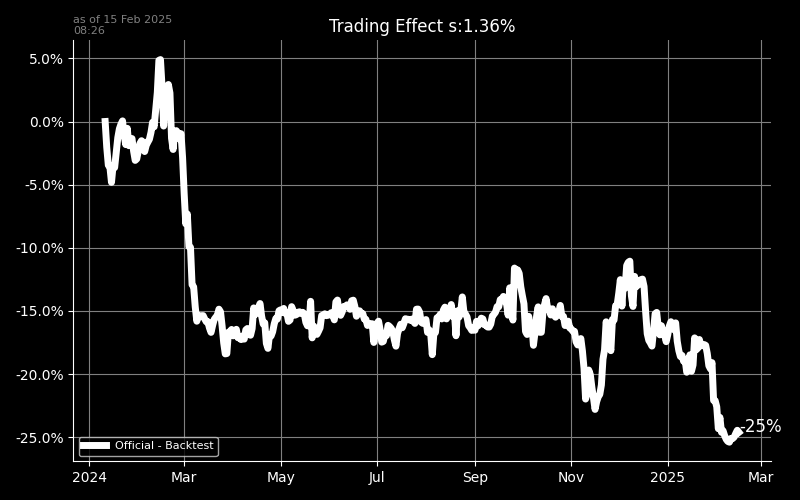 as of 15 Feb 2025
08:26
Trading Effect s:1.36%
5.0%
0.0%
-5.0%
-10.0%
-15.0%
-20.0%
-25.0%
-25%
Official - Backtest
2024 Mar May Jul Sep Nov 2025 Mar